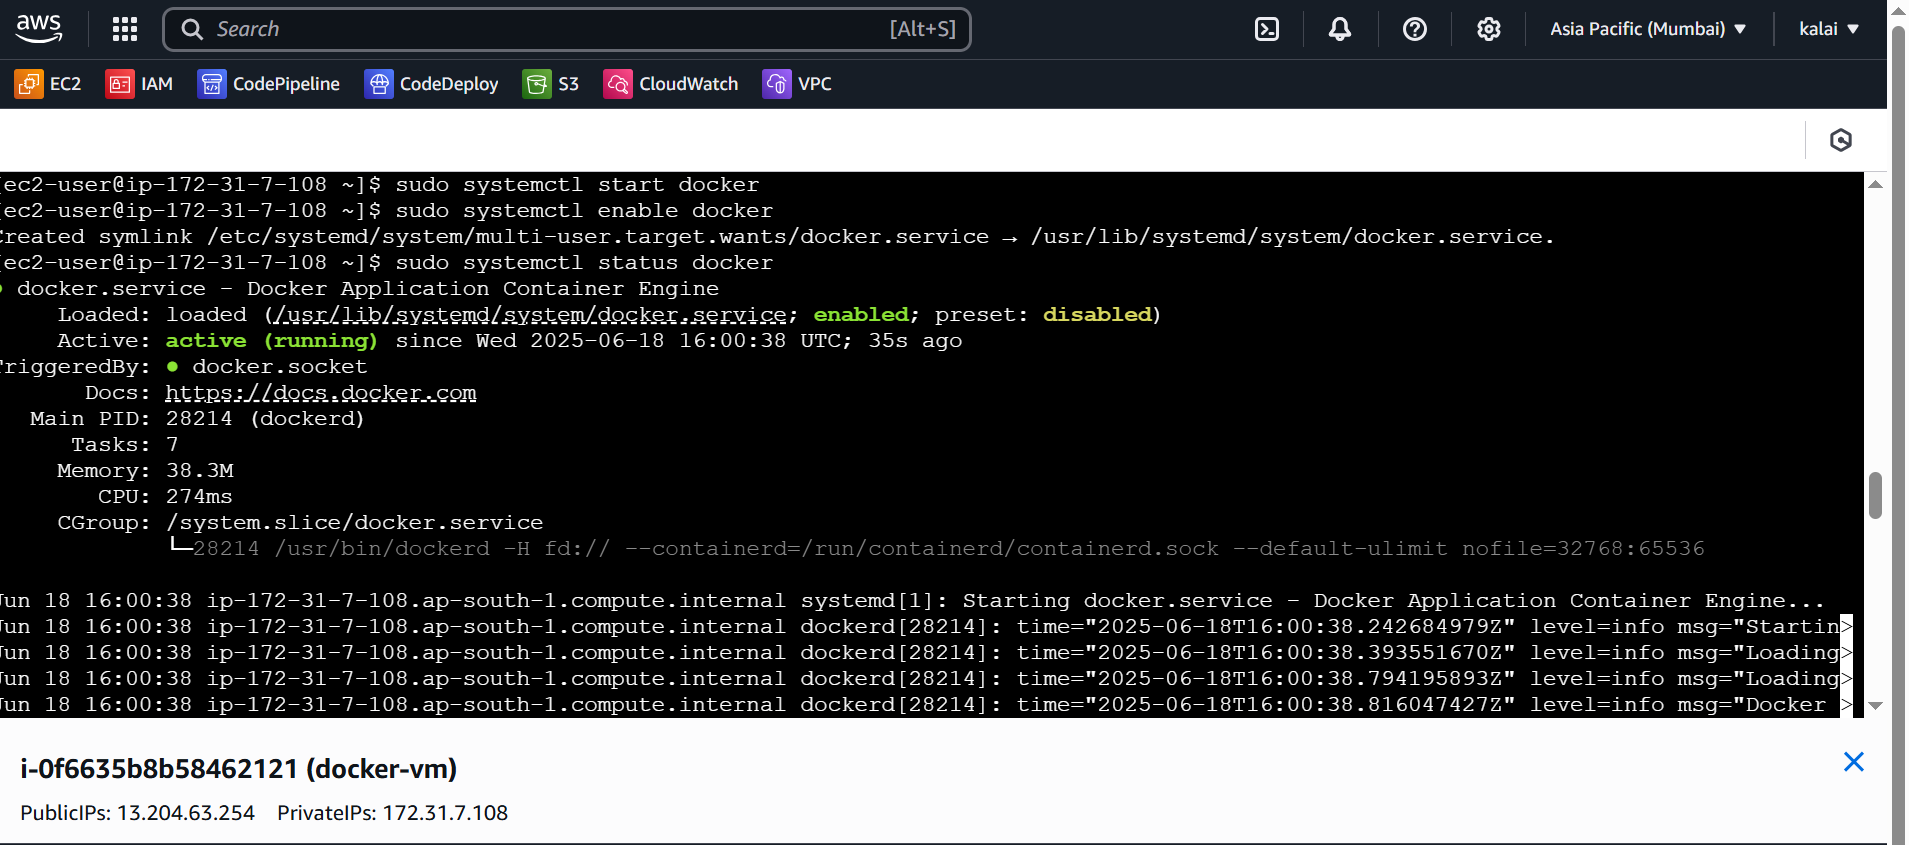 aws
Search [Alt+S]
Asia Pacific (Mumbai) ▼
kalai ▼
EC2 IAM CodePipeline CodeDeploy S3 CloudWatch VPC
[ec2-user@ip-172-31-7-108 ~]$ sudo systemctl start docker
[ec2-user@ip-172-31-7-108 ~]$ sudo systemctl enable docker
Created symlink /etc/systemd/system/multi-user.target.wants/docker.service → /usr/lib/systemd/system/docker.service.
[ec2-user@ip-172-31-7-108 ~]$ sudo systemctl status docker
● docker.service - Docker Application Container Engine
Loaded: loaded (/usr/lib/systemd/system/docker.service; enabled; preset: disabled)
Active: active (running) since Wed 2025-06-18 16:00:38 UTC; 35s ago
TriggeredBy: ● docker.socket
Docs: https://docs.docker.com
Main PID: 28214 (dockerd)
Tasks: 7
Memory: 38.3M
CPU: 274ms
CGroup: /system.slice/docker.service
└─28214 /usr/bin/dockerd -H fd:// --containerd=/run/containerd/containerd.sock --default-ulimit nofile=32768:65536
Jun 18 16:00:38 ip-172-31-7-108.ap-south-1.compute.internal systemd[1]: Starting docker.service - Docker Application Container Engine...
Jun 18 16:00:38 ip-172-31-7-108.ap-south-1.compute.internal dockerd[28214]: time="2025-06-18T16:00:38.242684979Z" level=info msg="Startin>
Jun 18 16:00:38 ip-172-31-7-108.ap-south-1.compute.internal dockerd[28214]: time="2025-06-18T16:00:38.393551670Z" level=info msg="Loading>
Jun 18 16:00:38 ip-172-31-7-108.ap-south-1.compute.internal dockerd[28214]: time="2025-06-18T16:00:38.794195893Z" level=info msg="Loading>
Jun 18 16:00:38 ip-172-31-7-108.ap-south-1.compute.internal dockerd[28214]: time="2025-06-18T16:00:38.816047427Z" level=info msg="Docker >
i-0f6635b8b58462121 (docker-vm)
PublicIPs: 13.204.63.254 PrivateIPs: 172.31.7.108